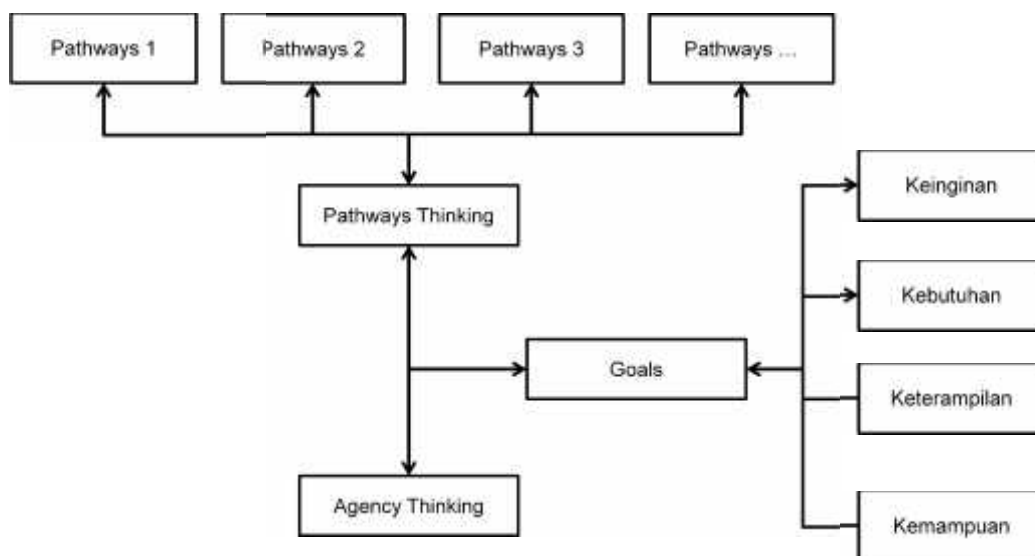 Pathways 1
Pathways 2
Pathways 3
Pathways ...
Keinginan
Pathways Thinking
Kebutuhan
Goals
Keterampilan
Agency Thinking
Kemampuan